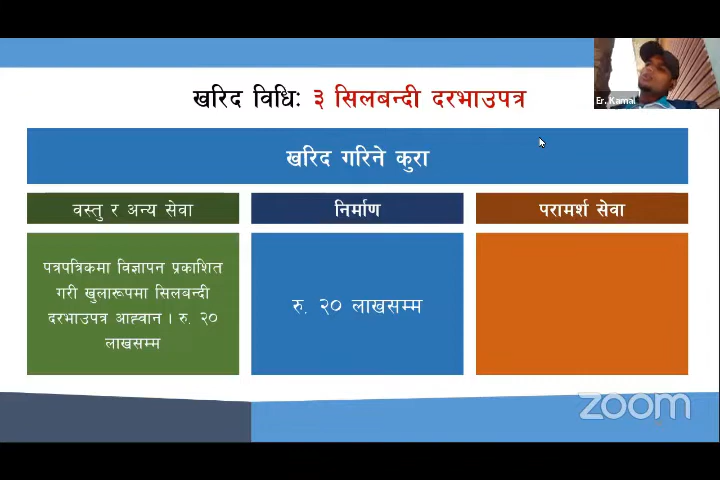 खरिद विधिः ३ सिलबन्दी दरभाउपत्र
Er. Kamal
खरिद गरिने कुरा
वस्तु र अन्य सेवा
निर्माण
परामर्श सेवा
पत्रपत्रिकमा विज्ञापन प्रकाशित
गरी खुलारूपमा सिलबन्दी
दरभाउपत्र आह्वान । रु. २०
लाखसम्म
रु. २० लाखसम्म
zoom